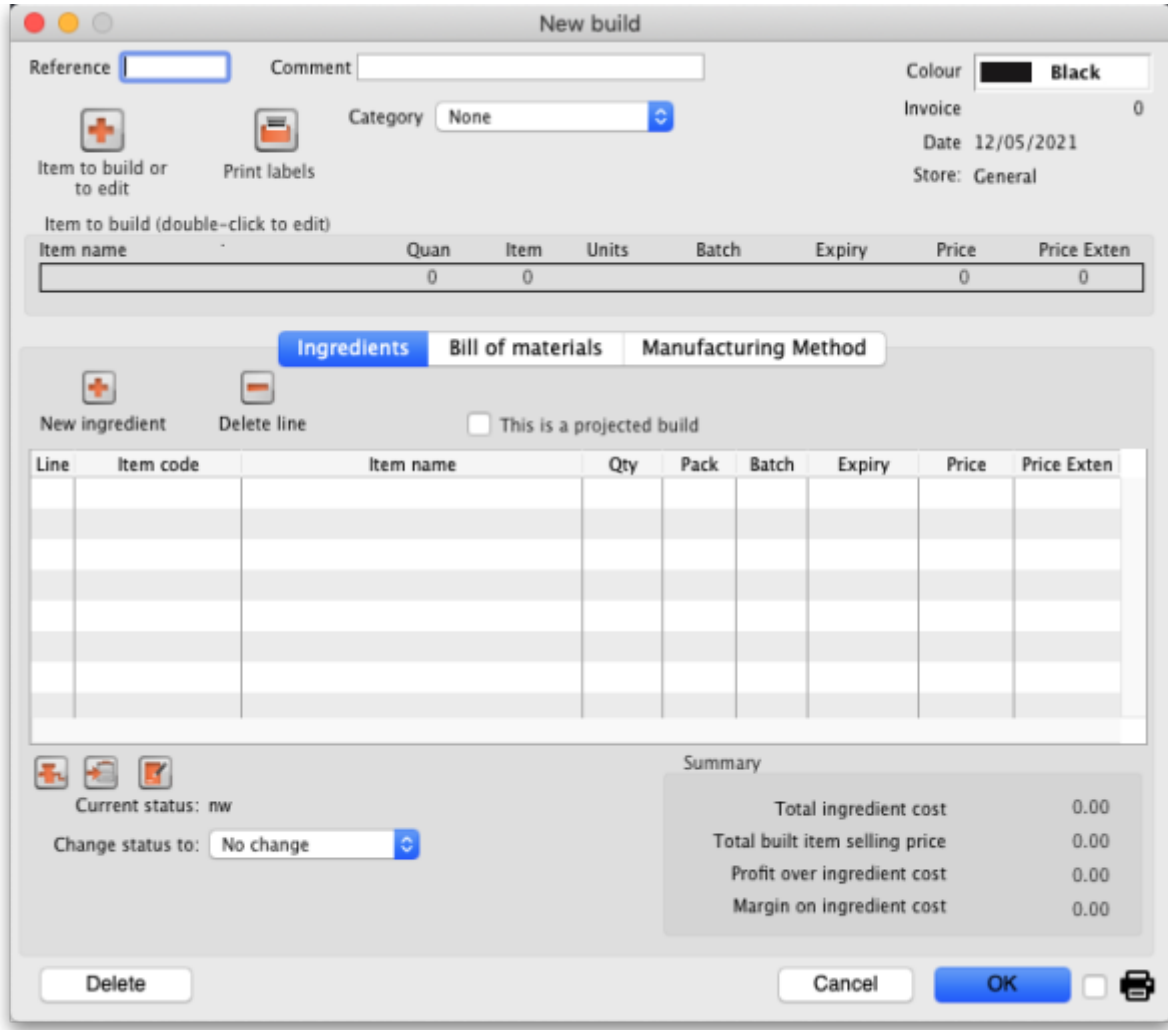 New build
Reference Comment Colour Black
Invoice 0
Category None
Date 12/05/2021
Item to build or
to edit
Print labels
Store: General
Item to build (double-click to edit)
Item name Quan Item Units Batch Expiry Price Price Exten
0 0 0 0
Ingredients Bill of materials Manufacturing Method
New ingredient Delete line This is a projected build
Line Item code Item name Qty Pack Batch Expiry Price Price Exten
Summary
Current status: nw
Total ingredient cost 0.00
Change status to: No change
Total built item selling price 0.00
Profit over ingredient cost 0.00
Margin on ingredient cost 0.00
Delete Cancel OK